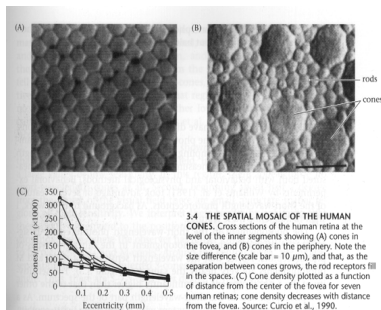 (A)
(B)
rods
cones
(C)
350
300
250
200
150
100
50
0
Cones/mm² (×1000)
0 0.1 0.2 0.3 0.4 0.5
Eccentricity (mm)
3.4 THE SPATIAL MOSAIC OF THE HUMAN
CONES. Cross sections of the human retina at the
level of the inner segments showing (A) cones in
the fovea, and (B) cones in the periphery. Note the
size difference (scale bar = 10 μm), and that, as the
separation between cones grows, the rod receptors fill
in the spaces. (C) Cone density plotted as a function
of distance from the center of the fovea for seven
human retinas; cone density decreases with distance
from the fovea. Source: Curcio et al., 1990.